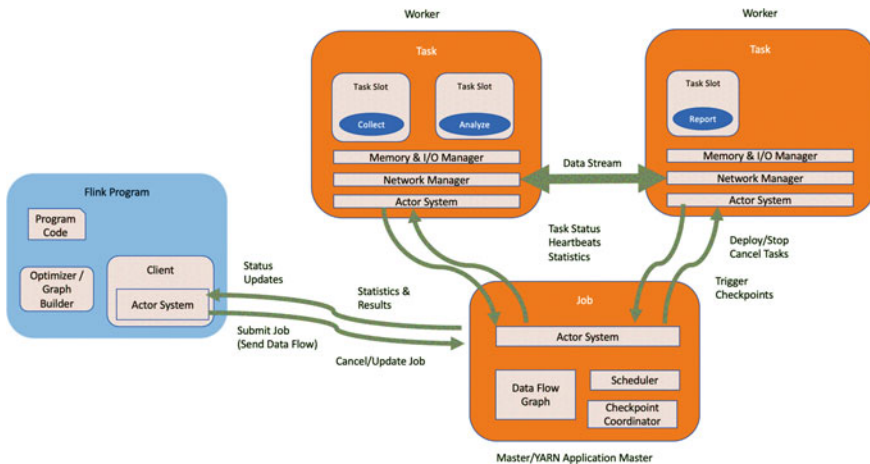 Worker
Worker
Task
Task
Task Slot
Task Slot
Collect
Analyze
Memory & I/O Manager
Network Manager
Actor System
Task Slot
Report
Memory & I/O Manager
Network Manager
Actor System
Data Stream
Flink Program
Program
Code
Optimizer /
Graph
Builder
Client
Actor System
Status
Updates
Statistics &
Results
Submit Job
(Send Data Flow)
Cancel/Update Job
Task Status
Heartbeats
Statistics
Deploy/Stop
Cancel Tasks
Trigger
Checkpoints
Job
Actor System
Data Flow
Graph
Scheduler
Checkpoint
Coordinator
Master/YARN Application Master